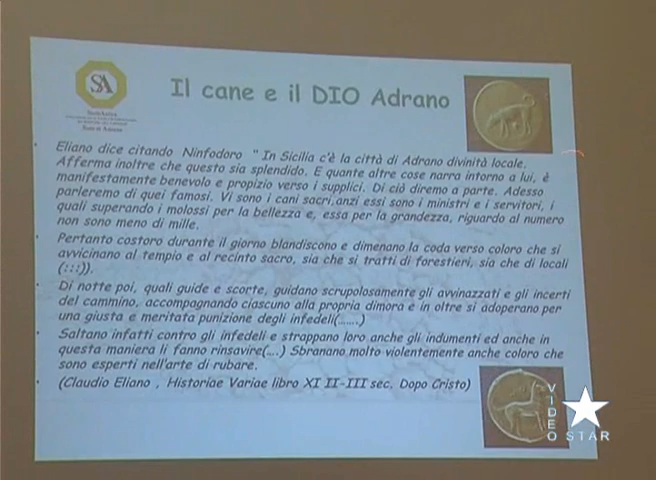 SA
Il cane e il DIO Adrano
Eliano dice citando Ninfodoro " In Sicilia c'è la città di Adrano divinità locale.
Afferma inoltre che questo sia splendido. E quante altre cose narra intorno a lui, è
manifestamente benevolo e propizio verso i supplici. Di ciò diremo a parte. Adesso
parleremo di quei famosi. Vi sono i cani sacri,anzi essi sono i ministri e i servitori, i
quali superando i molossi per la bellezza e, essa per la grandezza, riguardo al numero
non sono meno di mille.
Pertanto costoro durante il giorno blandiscono e dimenano la coda verso coloro che si
avvicinano al tempio e al recinto sacro, sia che si tratti di forestieri, sia che di locali
(:::)).
Di notte poi, quali guide e scorte, guidano scrupolosamente gli avvinazzati e gli incerti
del cammino, accompagnando ciascuno alla propria dimora e in oltre si adoperano per
una giusta e meritata punizione degli infedeli(.......)
Saltano infatti contro gli infedeli e strappano loro anche gli indumenti ed anche in
questa maniera li fanno rinsavire(....) Sbranano molto violentemente anche coloro che
sono esperti nell'arte di rubare.
(Claudio Eliano , Historiae Variae libro XI II-III sec. Dopo Cristo)
VIDEO STAR